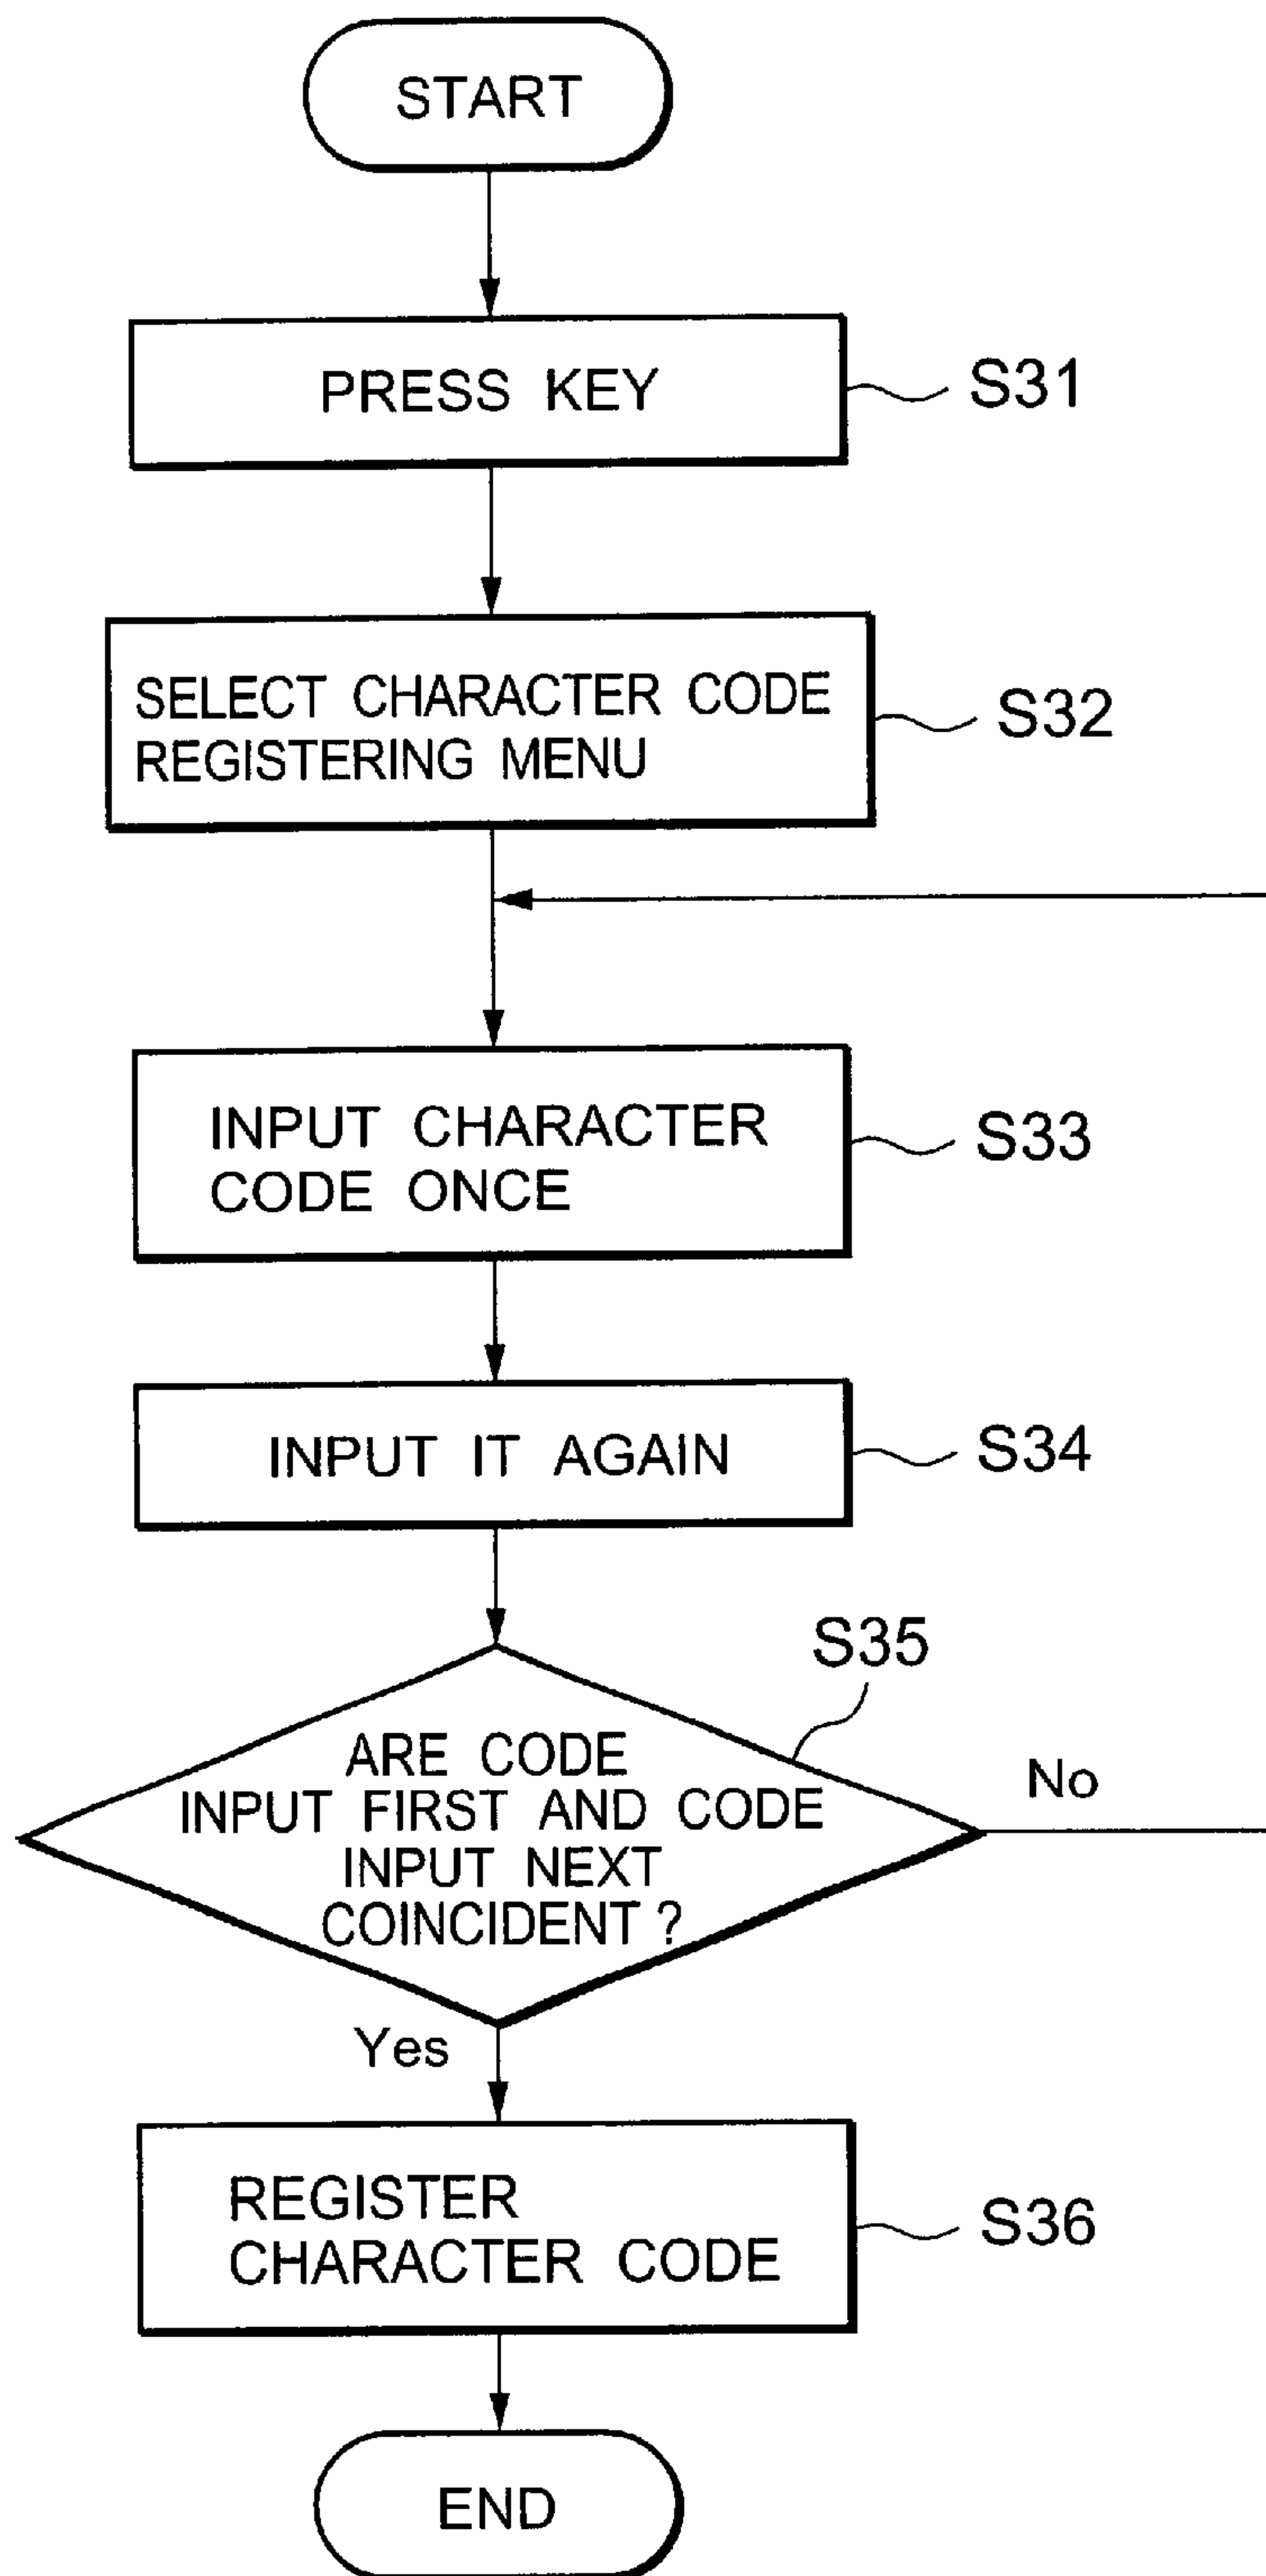 START
PRESS KEY
S31
SELECT CHARACTER CODE
REGISTERING MENU
S32
INPUT CHARACTER
CODE ONCE
S33
INPUT IT AGAIN
S34
S35
ARE CODE
INPUT FIRST AND CODE
INPUT NEXT
COINCIDENT?
No
Yes
REGISTER
CHARACTER CODE
S36
END